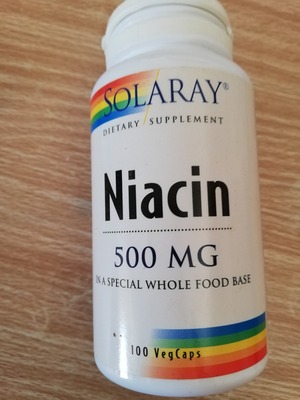 SOLARAY®
DIETARY SUPPLEMENT
Niacin
500 MG
IN A SPECIAL WHOLE FOOD BASE
100 VegCaps